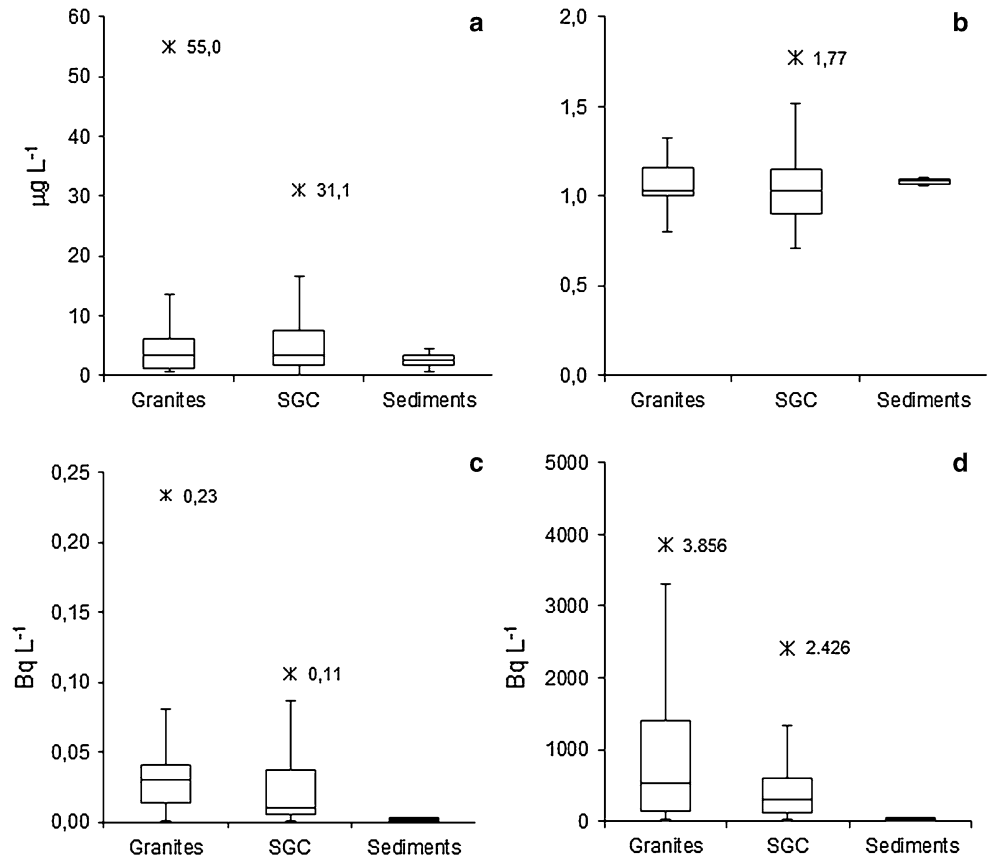 a
60
50
40
30
20
10
0
µg L-1
55,0
31,1
Granites SGC Sediments
b
2,0
1,5
1,0
0,5
0,0
1,77
Granites SGC Sediments
c
0,25
0,20
0,15
0,10
0,05
0,00
Bq L-1
0,23
0,11
Granites SGC Sediments
d
5000
4000
3000
2000
1000
0
Bq L-1
3.856
2.426
Granites SGC Sediments